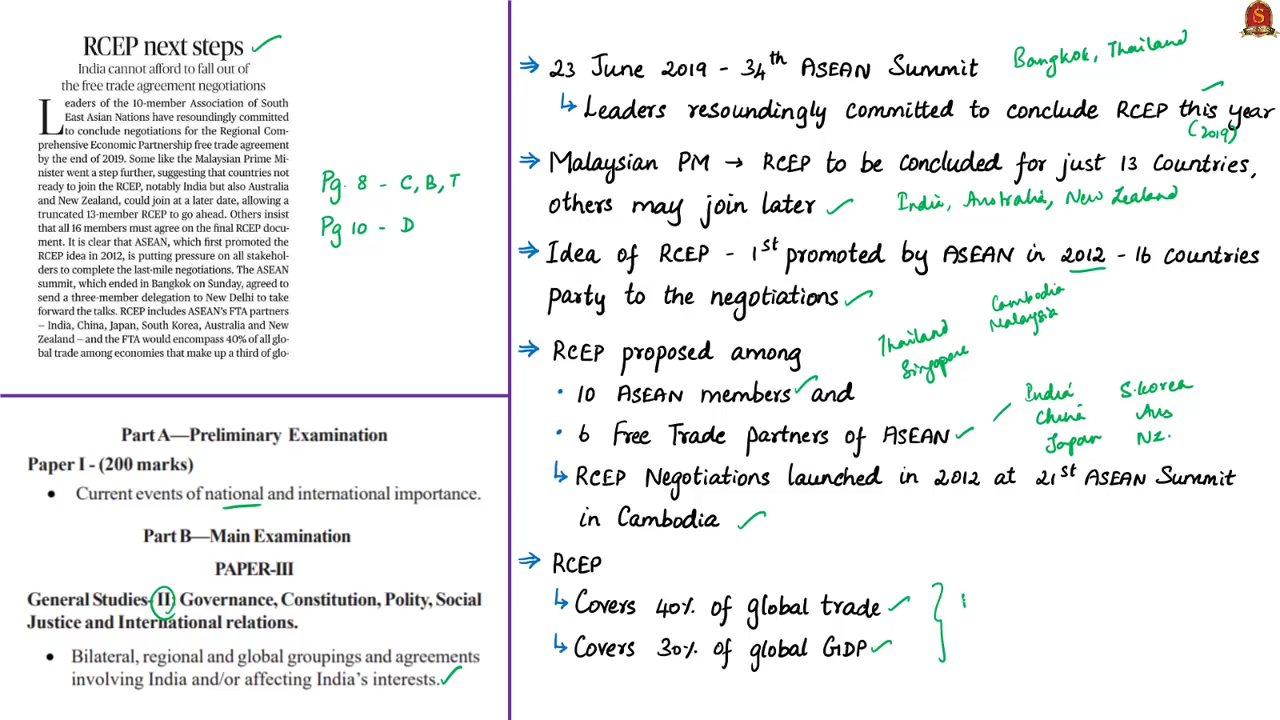 RCEP next steps
India cannot afford to fall out of
the free trade agreement negotiations
Leaders of the 10-member Association of South
East Asian Nations have resoundingly committed
to conclude negotiations for the Regional Com-
prehensive Economic Partnership free trade agreement
by the end of 2019. Some like the Malaysian Prime Mi-
nister went a step further, suggesting that countries not
ready to join the RCEP, notably India but also Australia
and New Zealand, could join at a later date, allowing a
truncated 13-member RCEP to go ahead. Others insist
that all 16 members must agree on the final RCEP docu-
ment. It is clear that ASEAN, which first promoted the
RCEP idea in 2012, is putting pressure on all stakehol-
ders to complete the last-mile negotiations. The ASEAN
summit, which ended in Bangkok on Sunday, agreed to
send a three-member delegation to New Delhi to take
forward the talks. RCEP includes ASEAN's FTA partners
– India, China, Japan, South Korea, Australia and New
Zealand – and the FTA would encompass 40% of all glo-
bal trade among economies that make up a third of glo-
Pg. 8 - C, B, T
Pg 10 - D
Part A—Preliminary Examination
Paper I - (200 marks)
• Current events of national and international importance.
Part B—Main Examination
PAPER-III
General Studies-II: Governance, Constitution, Polity, Social
Justice and International relations.
• Bilateral, regional and global groupings and agreements
involving India and/or affecting India's interests.
⇒ 23 June 2019 - 34th ASEAN Summit Bangkok, Thailand
↳ Leaders resoundingly committed to conclude RCEP this year
(2019)
⇒ Malaysian PM → RCEP to be concluded for just 13 countries,
others may join later India, Australia, New Zealand
⇒ Idea of RCEP - 1st promoted by ASEAN in 2012 - 16 countries
party to the negotiations
Cambodia
Malaysia
Thailand
Singapore
⇒ RCEP proposed among
• 10 ASEAN members and
• 6 Free Trade partners of ASEAN
India S.Korea
China Aus
Japan NZ.
↳ RCEP Negotiations launched in 2012 at 21st ASEAN Summit
in Cambodia
⇒ RCEP
↳ Covers 40% of global trade
↳ Covers 30% of global GDP